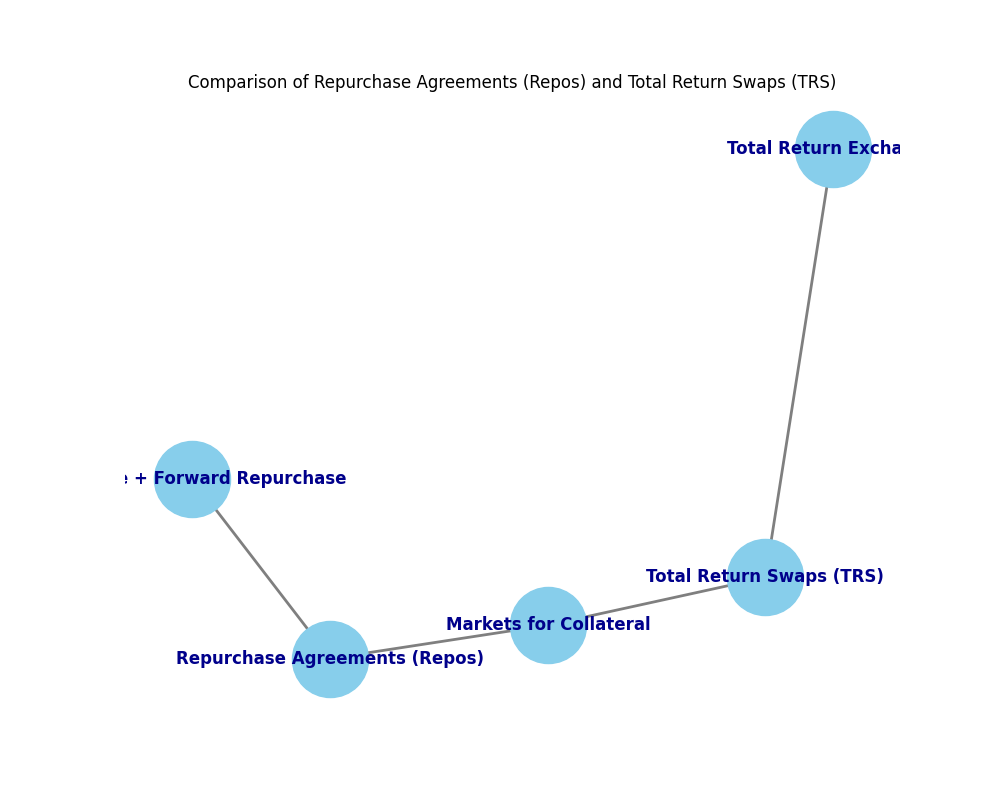 Comparison of Repurchase Agreements (Repos) and Total Return Swaps (TRS)
Total Return Excha
+ Forward Repurchase
Total Return Swaps (TRS)
Markets for Collateral
Repurchase Agreements (Repos)